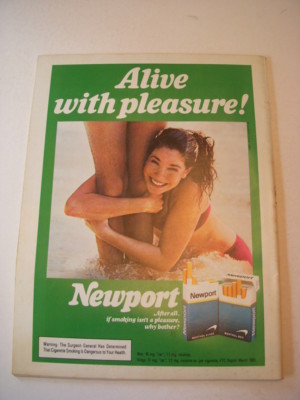 Alive
with pleasure!
Newport
After all,
if smoking isn't a pleasure,
why bother?
Newport
Warning: The Surgeon General Has Determined
That Cigarette Smoking Is Dangerous to Your Health.